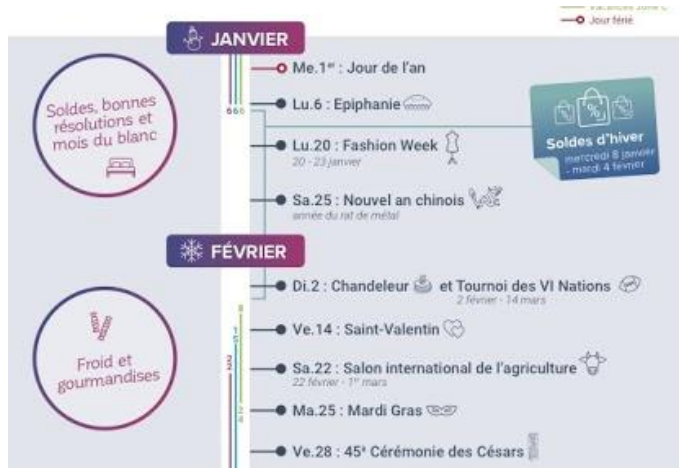 Vacances Zone C
Jour férié
JANVIER
Me.1er : Jour de l'an
Soldes, bonnes
résolutions et
mois du blanc
666
Lu.6 : Epiphanie
Soldes d'hiver
mercredi 8 janvier
- mardi 4 février
Lu.20 : Fashion Week
20 - 23 janvier
Sa.25 : Nouvel an chinois
année du rat de métal
FÉVRIER
Di.2 : Chandeleur et Tournoi des VI Nations
2 février - 14 mars
Ve.14 : Saint-Valentin
Froid et
gourmandises
Sa.22 : Salon international de l'agriculture
22 février - 1er mars
Ma.25 : Mardi Gras
Ve.28 : 45e Cérémonie des Césars